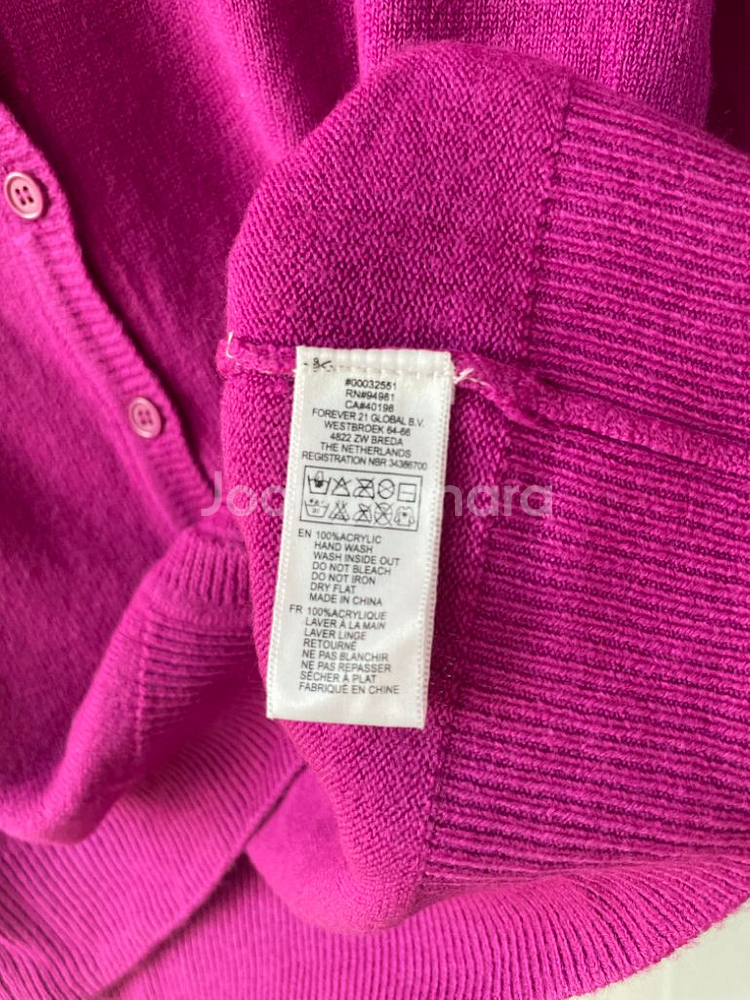 #00032551
RN#94981
CA#40198
FOREVER 21 GLOBAL B.V.
WESTBROEK 64-66
4822 ZW BREDA
THE NETHERLANDS
REGISTRATION NBR 34386700
EN 100%ACRYLIC
HAND WASH
WASH INSIDE OUT
DO NOT BLEACH
DO NOT IRON
DRY FLAT
MADE IN CHINA
FR 100%ACRYLIQUE
LAVER À LA MAIN
LAVER LINGE
RETOURNÉ
NE PAS BLANCHIR
NE PAS REPASSER
SÉCHER À PLAT
FABRIQUÉ EN CHINE